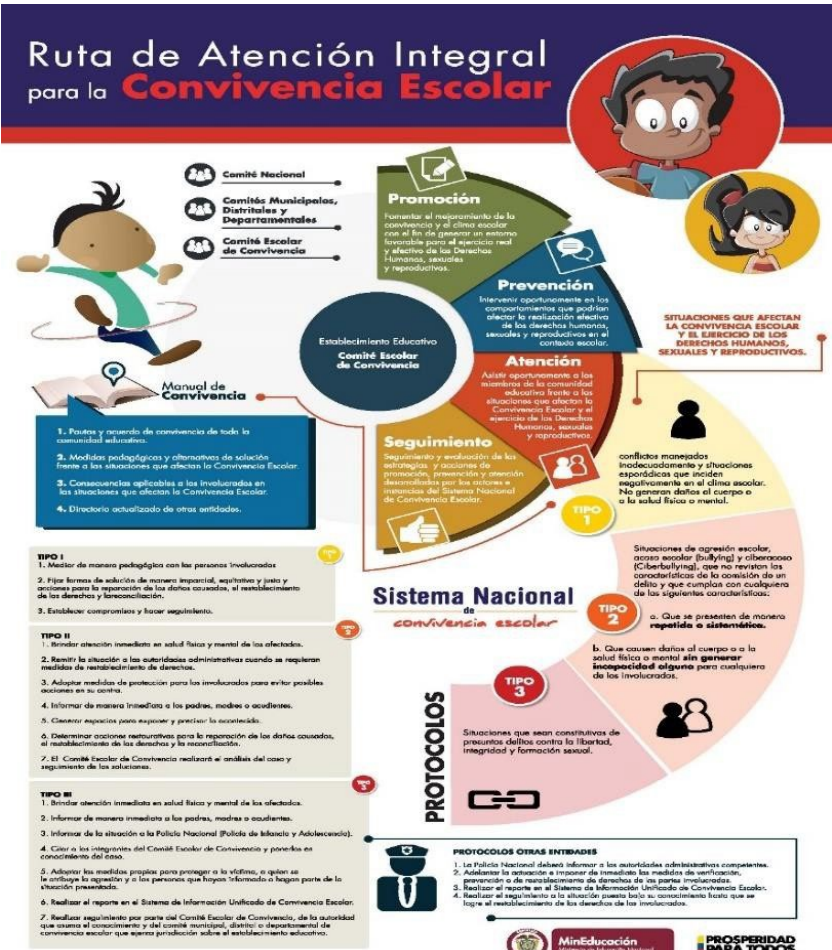 Ruta de Atención Integral
para la Convivencia Escolar
Comité Nacional
Comités Municipales,
Distritales y
Departamentales
Comité Escolar
de Convivencia
Promoción
Fomentar el mejoramiento de la
convivencia y el clima escolar
con el fin de generar un entorno
favorable para el ejercicio real
y efectivo de los Derechos
Humanos, sexuales
y reproductivos.
Prevención
Intervenir oportunamente en los
comportamientos que podrían
afectar la realización efectiva
de los derechos humanos,
sexuales y reproductivos en el
contexto escolar.
Establecimiento Educativo
Comité Escolar
de Convivencia
Atención
Asistir oportunamente a los
miembros de la comunidad
educativa frente a las
situaciones que afectan la
Convivencia Escolar y el
ejercicio de los Derechos
Humanos, sexuales
y reproductivos.
Seguimiento
Seguimiento y evaluación de las
estrategias y acciones de
promoción, prevención y atención
desarrolladas por los actores e
instancias del Sistema Nacional
de Convivencia Escolar.
Manual de
Convivencia
1. Pautas y acuerdo de convivencia de toda la
comunidad educativa.
2. Medidas pedagógicas y alternativas de solución
frente a las situaciones que afectan la Convivencia Escolar.
3. Consecuencias aplicables a los involucrados en
las situaciones que afectan la Convivencia Escolar.
4. Directorio actualizado de otras entidades.
SITUACIONES QUE AFECTAN
LA CONVIVENCIA ESCOLAR
Y EL EJERCICIO DE LOS
DERECHOS HUMANOS,
SEXUALES Y REPRODUCTIVOS.
TIPO
1
conflictos manejados
inadecuadamente y situaciones
esporádicas que inciden
negativamente en el clima escolar.
No generan daños al cuerpo o
a la salud física o mental.
TIPO
2
Situaciones de agresión escolar,
acoso escolar (bullying) y ciberacoso
(Ciberbullying), que no revistan las
características de la comisión de un
delito y que cumplan con cualquiera
de las siguientes características:
a. Que se presenten de manera
repetida o sistemática.
b. Que causen daños al cuerpo o a la
salud física o mental sin generar
incapacidad alguna para cualquiera
de los involucrados.
TIPO
3
Situaciones que sean constitutivas de
presuntos delitos contra la libertad,
integridad y formación sexual.
Sistema Nacional
de
convivencia escolar
PROTOCOLOS
TIPO I
TIPO
1
1. Mediar de manera pedagógica con las personas involucradas
2. Fijar formas de solución de manera imparcial, equitativa y justa y
acciones para la reparación de los daños causados, el restablecimiento
de los derechos y lareconciliación.
3. Establecer compromisos y hacer seguimiento.
TIPO II
TIPO
2
1. Brindar atención inmediata en salud física y mental de los afectados.
2. Remitir la situación a las autoridades administrativas cuando se requieran
medidas de restablecimiento de derechos.
3. Adoptar medidas de protección para los involucrados para evitar posibles
acciones en su contra.
4. Informar de manera inmediata a los padres, madres o acudientes.
5. Generar espacios para exponer y precisar lo acontecido.
6. Determinar acciones restaurativas para la reparación de los daños causados,
el restablecimiento de los derechos y la reconciliación.
7. El Comité Escolar de Convivencia realizará el análisis del caso y
seguimiento de las soluciones.
TIPO III
TIPO
3
1. Brindar atención inmediata en salud física y mental de los afectados.
2. Informar de manera inmediata a los padres, madres o acudientes.
3. Informar de la situación a la Policía Nacional (Policía de Infancia y Adolescencia).
4. Citar a los integrantes del Comité Escolar de Convivencia y ponerlos en
conocimiento del caso.
5. Adoptar las medidas propias para proteger a la víctima, a quien se
le atribuye la agresión y a las personas que hayan informado o hagan parte de la
situación presentada.
6. Realizar el reporte en el Sistema de Información Unificado de Convivencia Escolar.
7. Realizar seguimiento por parte del Comité Escolar de Convivencia, de la autoridad
que asuma el conocimiento y del comité municipal, distrital o departamental de
convivencia escolar que ejerza jurisdicción sobre el establecimiento educativo.
PROTOCOLOS OTRAS ENTIDADES
1. La Policía Nacional deberá informar a las autoridades administrativas competentes.
2. Adelantar la actuación e imponer de inmediato las medidas de verificación,
prevención o de restablecimiento de derechos de las partes involucradas.
3. Realizar el reporte en el Sistema de Información Unificado de Convivencia Escolar.
4. Realizar el seguimiento a la situación puesta bajo su conocimiento hasta que se
logre el restablecimiento de los derechos de los involucrados.
MinEducación
PROSPERIDAD
PARA TODOS